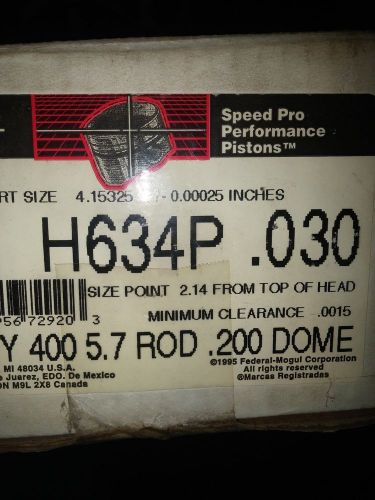 Speed Pro
Performance
Pistons™
RT SIZE 4.15325 - 0.00025 INCHES
H634P .030
SIZE POINT 2.14 FROM TOP OF HEAD
56 72920 3
MINIMUM CLEARANCE .0015
Y 400 5.7 ROD .200 DOME
MI 48034 U.S.A.
Juarez, EDO. De Mexico
ON M9L 2X8 Canada
©1995 Federal-Mogul Corporation
All rights reserved
®Marcas Registradas